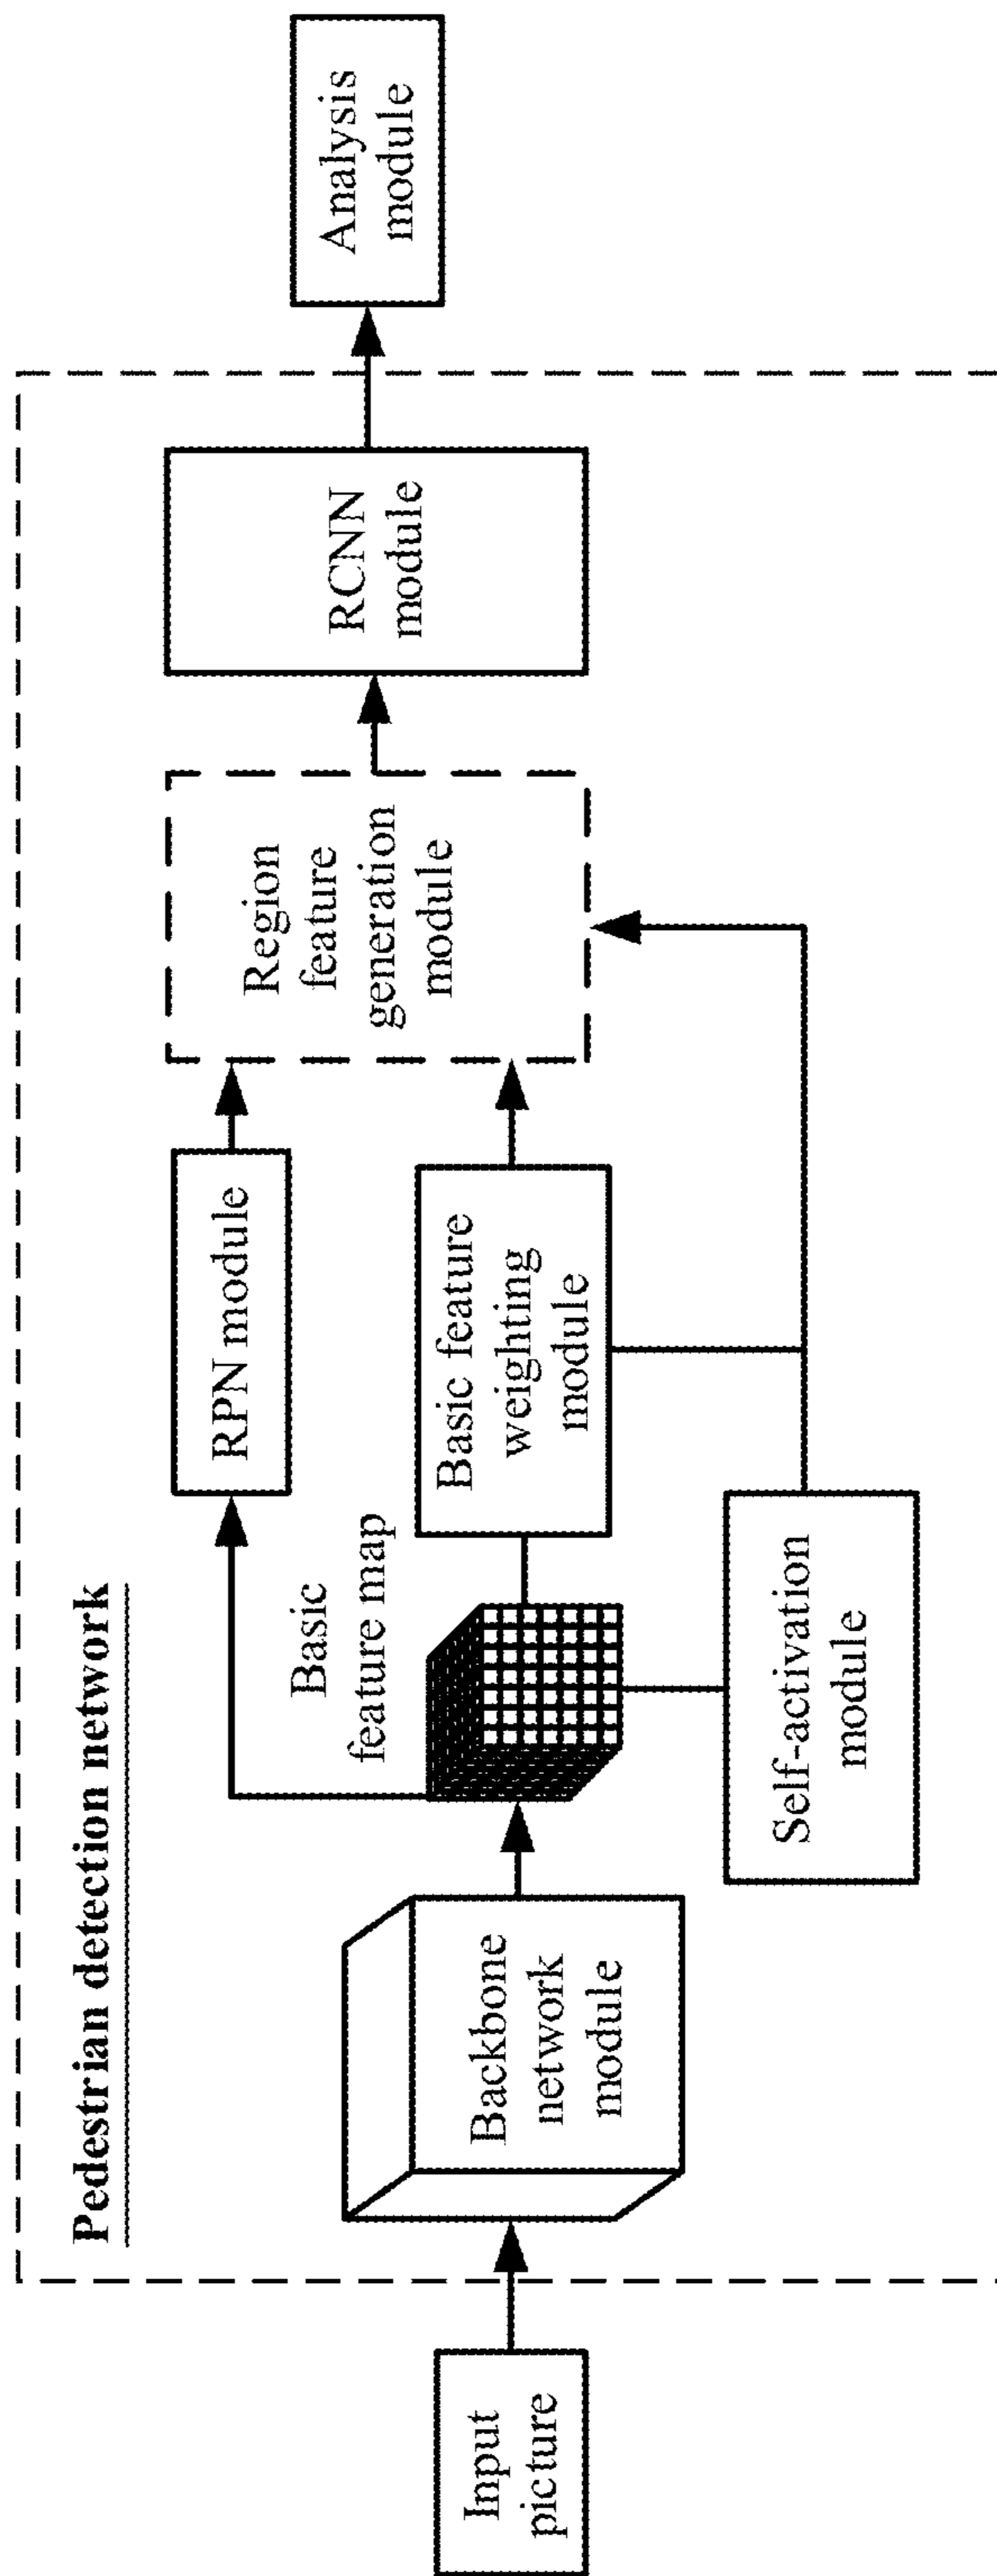 Pedestrian detection network
Input
picture
Backbone
network
module
Basic
feature map
RPN module
Basic feature
weighting
module
Self-activation
module
Region
feature
generation
module
RCNN
module
Analysis
module